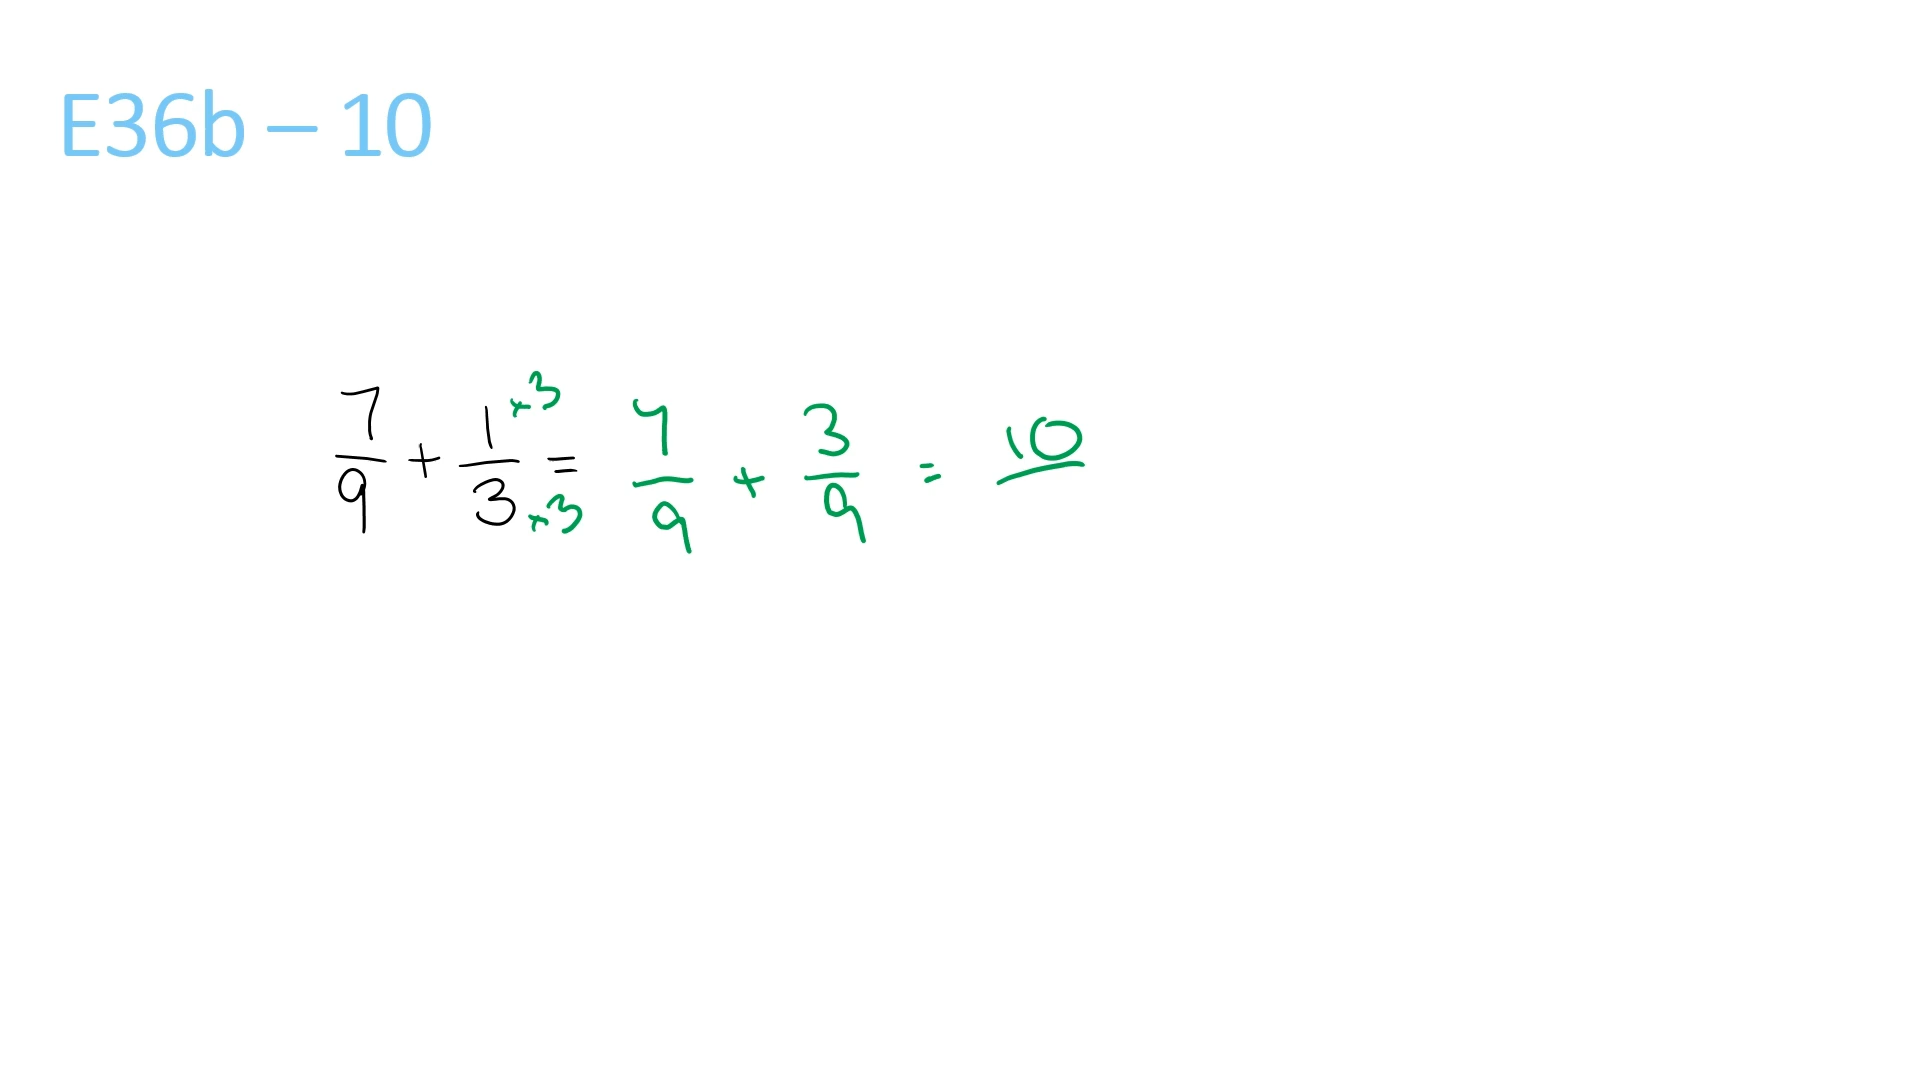 E36b – 10
7/9 + 1×3/3×3 = 7/9 + 3/9 = 10/